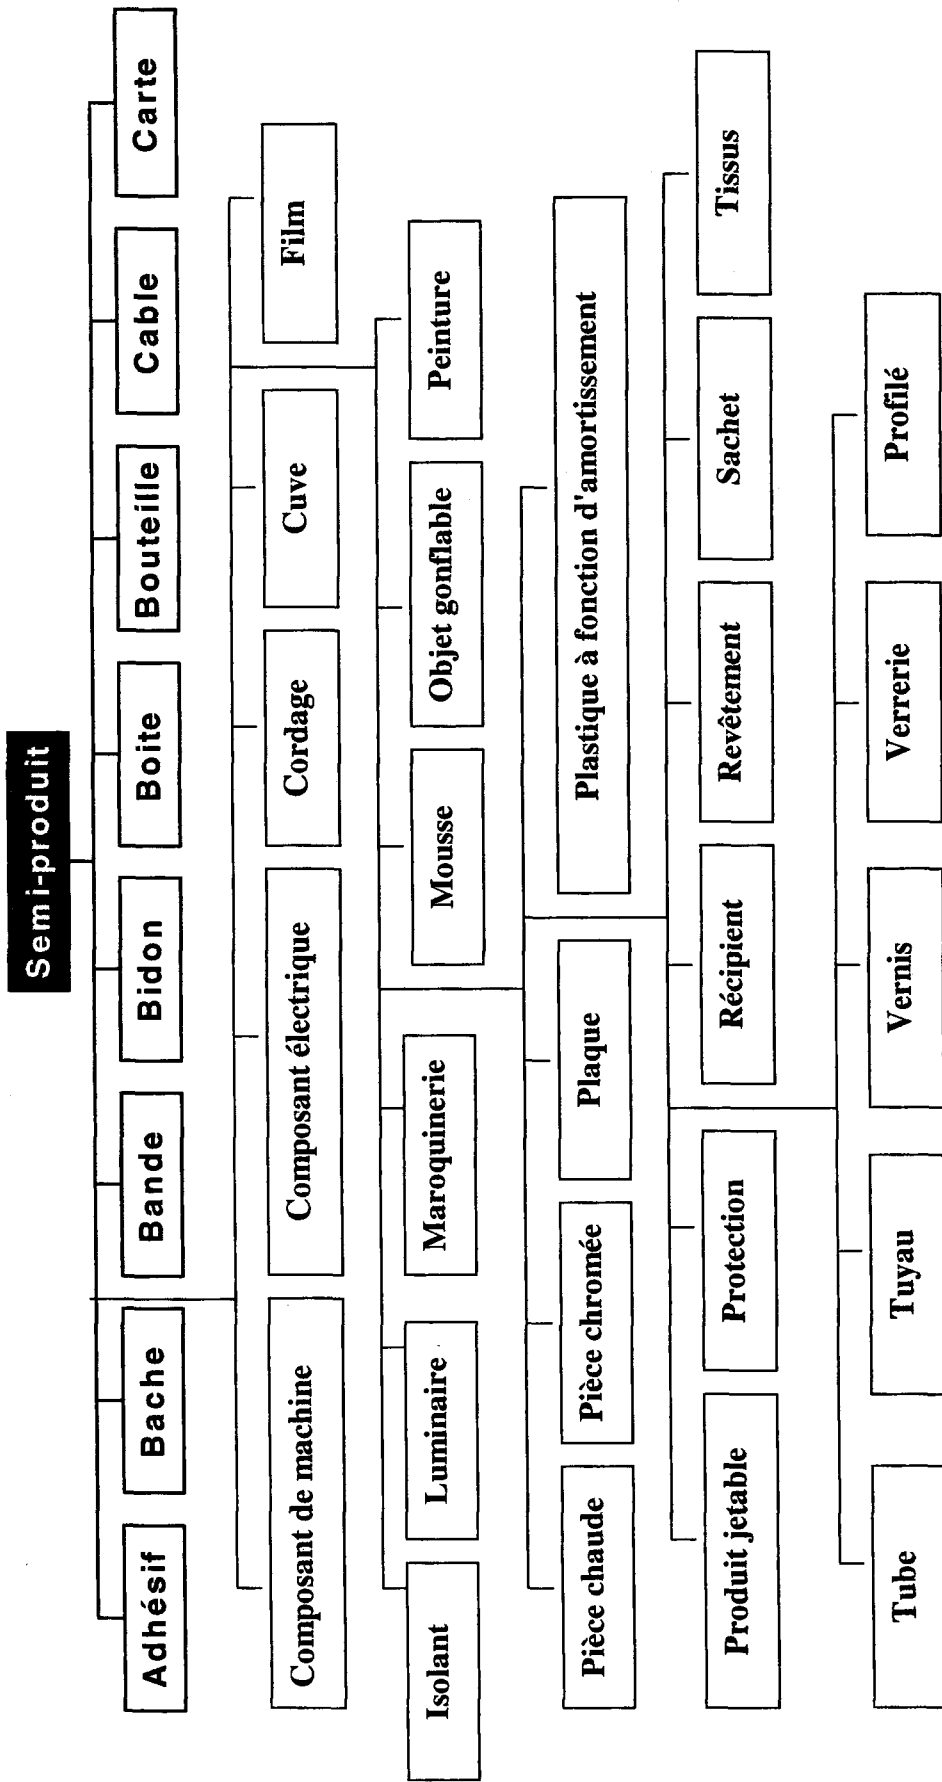 Semi-produit
Adhésif
Bache
Bande
Bidon
Boite
Bouteille
Cable
Carte
Composant de machine
Composant électrique
Cordage
Cuve
Film
Isolant
Luminaire
Maroquinerie
Mousse
Objet gonflable
Peinture
Pièce chaude
Pièce chromée
Plaque
Plastique à fonction d'amortissement
Produit jetable
Protection
Récipient
Revêtement
Sachet
Tissus
Tube
Tuyau
Vernis
Verrerie
Profilé